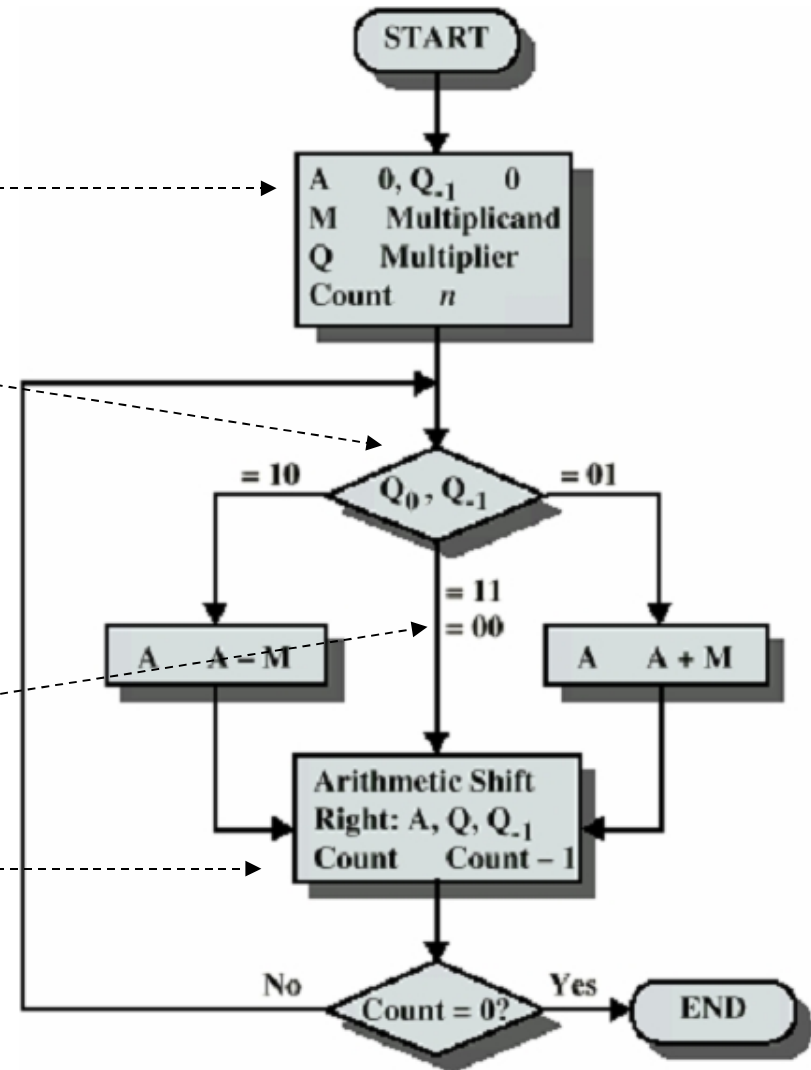 START
A 0, Q-1 0
M Multiplicand
Q Multiplier
Count n
= 10
Q0, Q-1
= 01
= 11
= 00
A A – M
A A + M
Arithmetic Shift
Right: A, Q, Q-1
Count Count – 1
No
Count = 0?
Yes
END